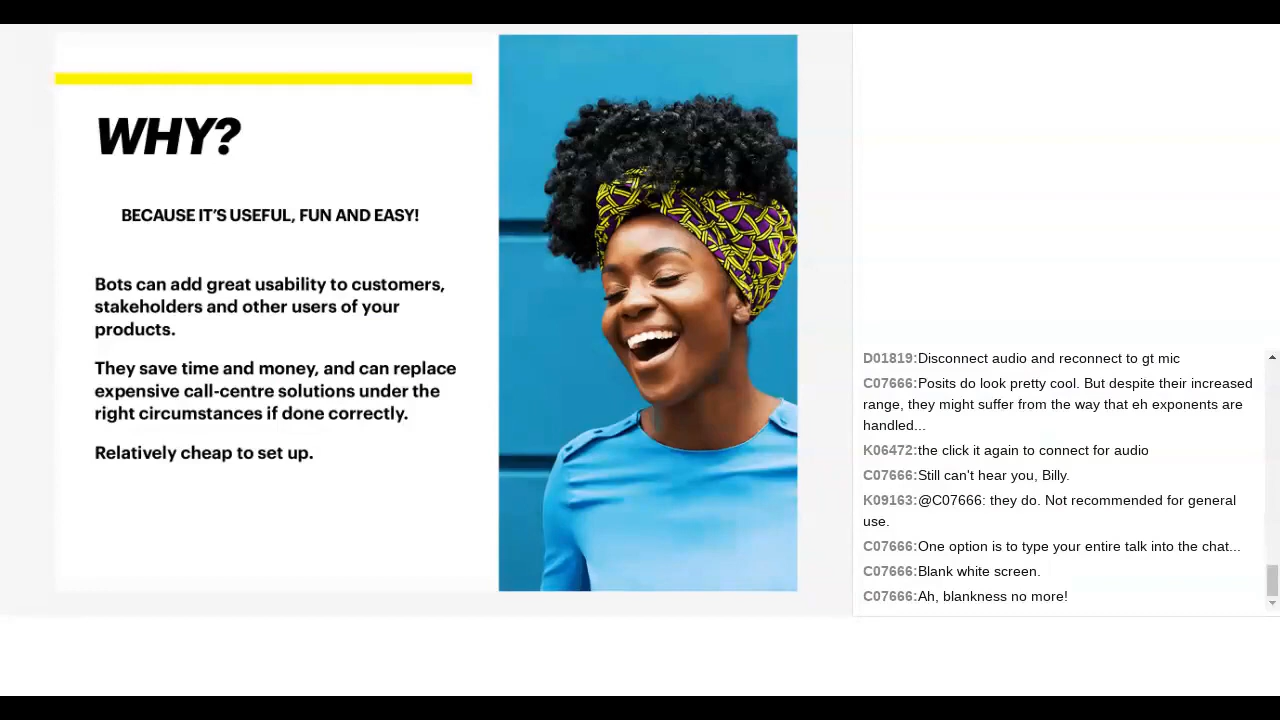 WHY?
BECAUSE IT'S USEFUL, FUN AND EASY!
Bots can add great usability to customers,
stakeholders and other users of your
products.
They save time and money, and can replace
expensive call-centre solutions under the
right circumstances if done correctly.
Relatively cheap to set up.
D01819:Disconnect audio and reconnect to gt mic
C07666:Posits do look pretty cool. But despite their increased
range, they might suffer from the way that eh exponents are
handled...
K06472:the click it again to connect for audio
C07666:Still can't hear you, Billy.
K09163:@C07666: they do. Not recommended for general
use.
C07666:One option is to type your entire talk into the chat...
C07666:Blank white screen.
C07666:Ah, blankness no more!